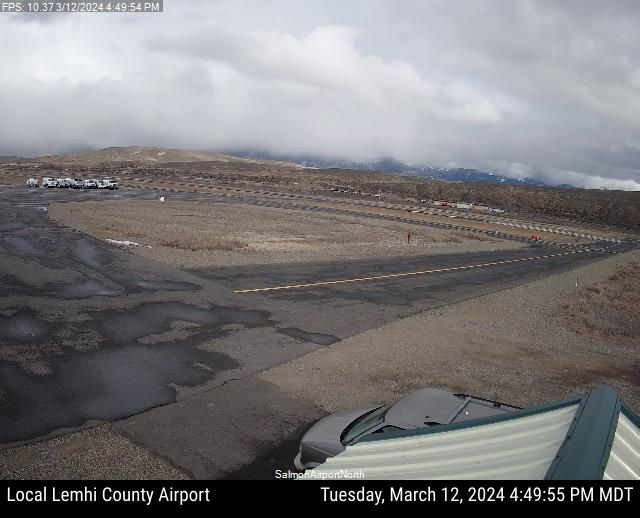 FPS: 10.37 3/12/2024 4:49:54 PM
SalmonAirportNorth
Local Lemhi County Airport
Tuesday, March 12, 2024 4:49:55 PM MDT